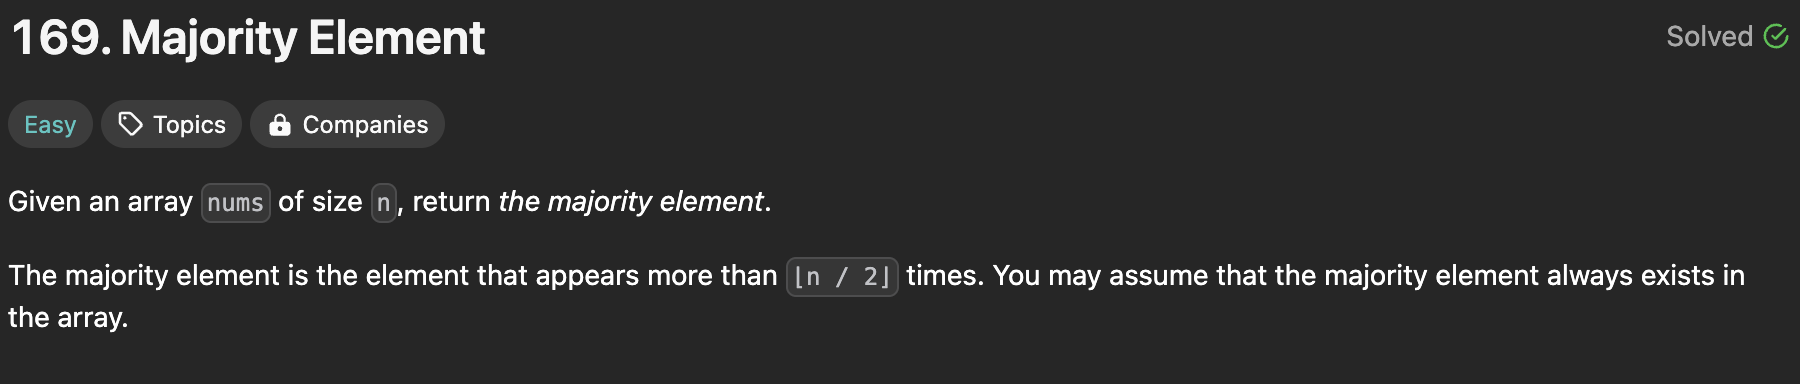 169. Majority Element
Solved
Easy
Topics
Companies
Given an array nums of size n, return the majority element.
The majority element is the element that appears more than ⌊n / 2⌋ times. You may assume that the majority element always exists in
the array.